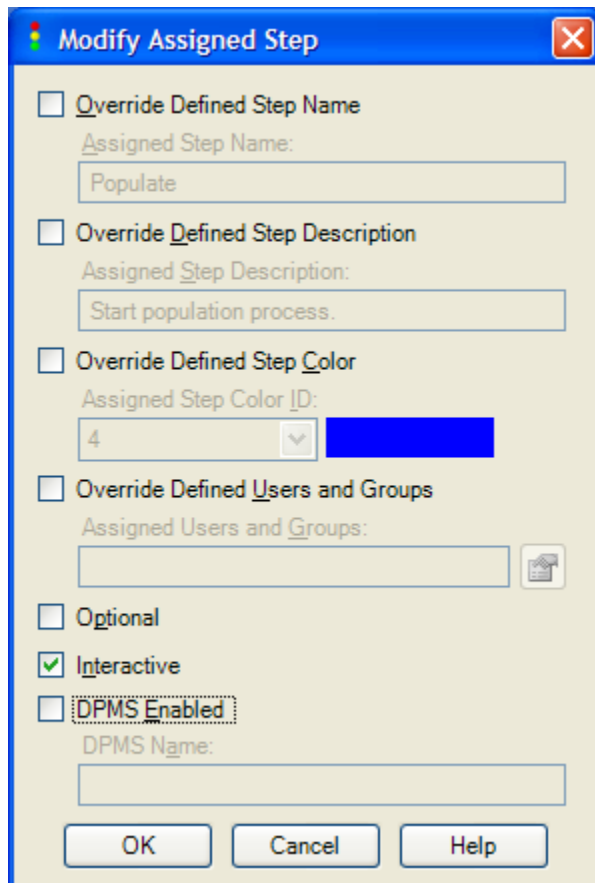 Modify Assigned Step
Override Defined Step Name
Assigned Step Name:
Populate
Override Defined Step Description
Assigned Step Description:
Start population process.
Override Defined Step Color
Assigned Step Color ID:
4
Override Defined Users and Groups
Assigned Users and Groups:
Optional
Interactive
DPMS Enabled
DPMS Name:
OK Cancel Help